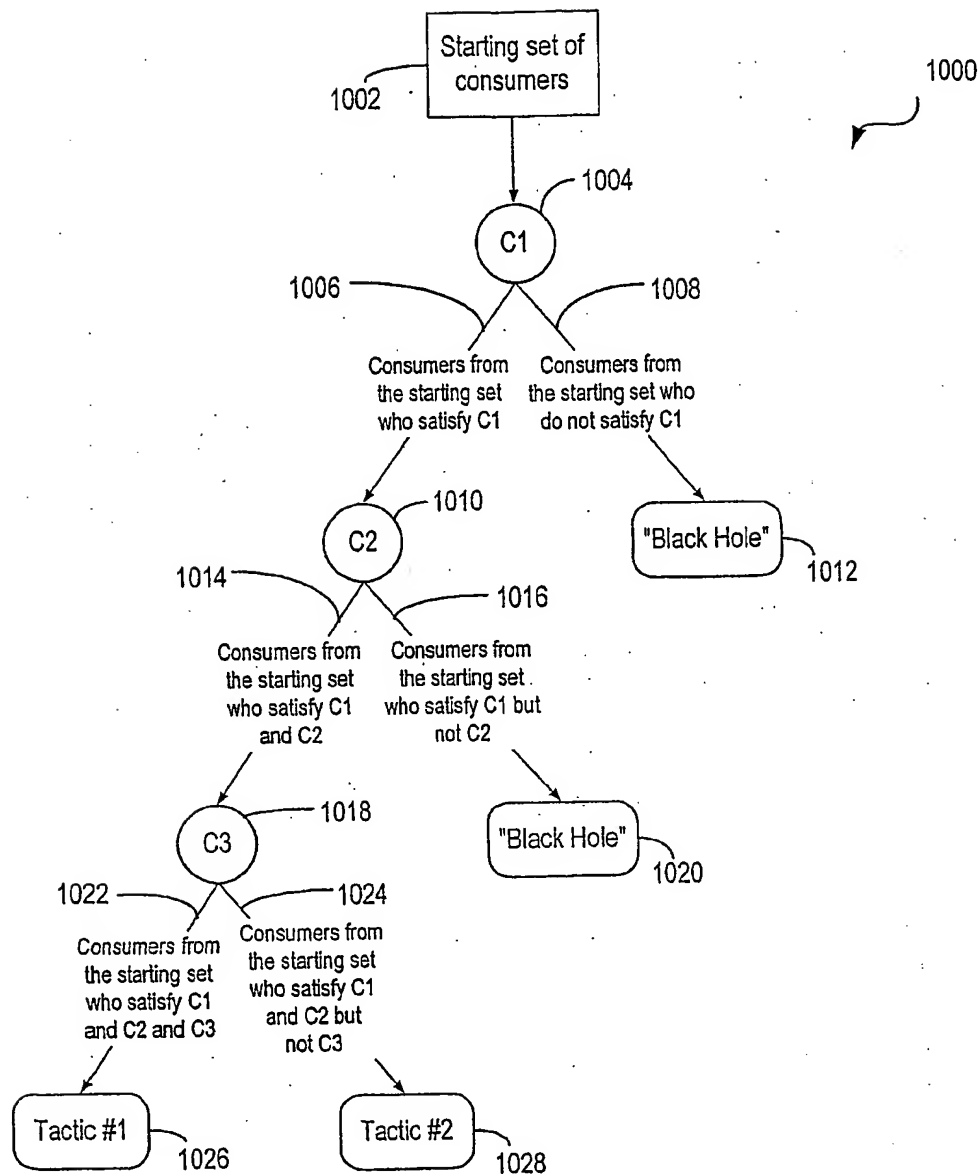 Starting set of
consumers
1002
1000
1004
C1
1006
1008
Consumers from
the starting set
who satisfy C1
Consumers from
the starting set who
do not satisfy C1
1010
C2
"Black Hole"
1012
1014
1016
Consumers from
the starting set
who satisfy C1
and C2
Consumers from
the starting set
who satisfy C1 but
not C2
1018
C3
"Black Hole"
1020
1022
1024
Consumers from
the starting set
who satisfy C1
and C2 and C3
Consumers from
the starting set
who satisfy C1
and C2 but
not C3
Tactic #1
1026
Tactic #2
1028